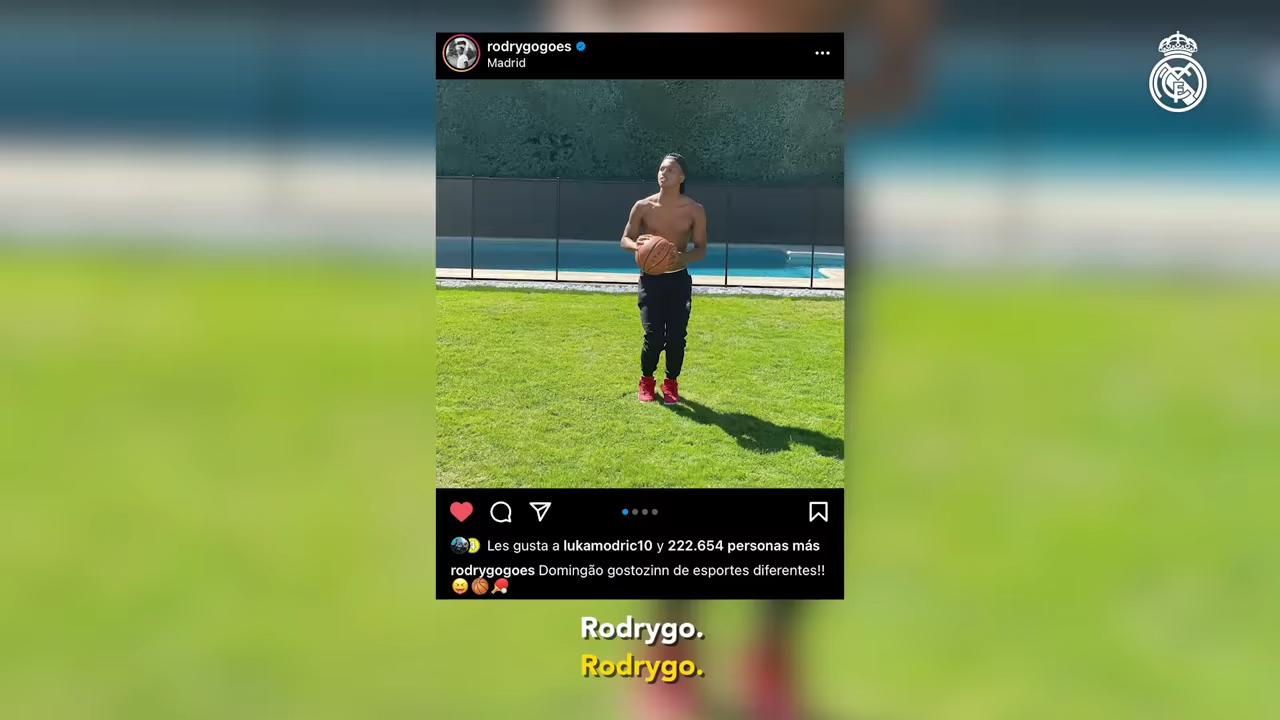 rodrygogoes
Madrid
Les gusta a lukamodric10 y 222.654 personas más
rodrygogoes Domingão gostozinn de esportes diferentes!!
😝🏀🏓
Rodrygo.
Rodrygo.